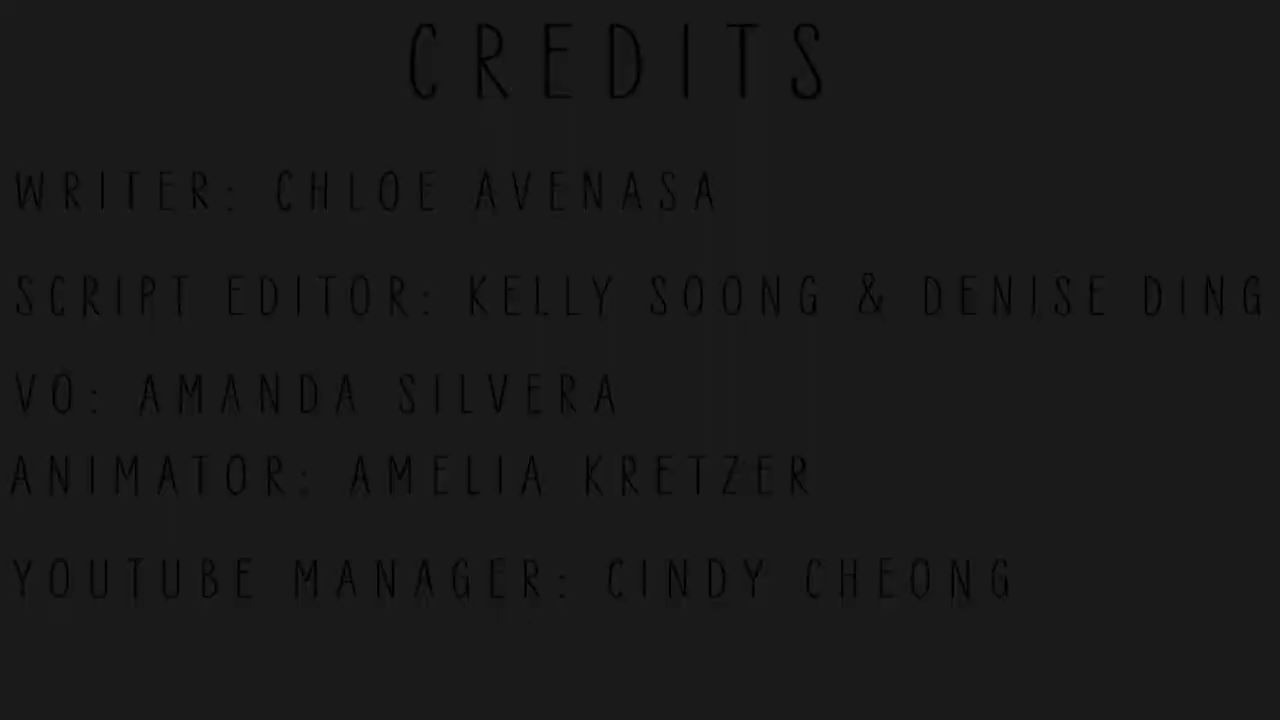 CREDITS
WRITER: CHLOE AVENASA
SCRIPT EDITOR: KELLY SOONG & DENISE DING
VO: AMANDA SILVERA
ANIMATOR: AMELIA KRETZER
YOUTUBE MANAGER: CINDY CHEONG